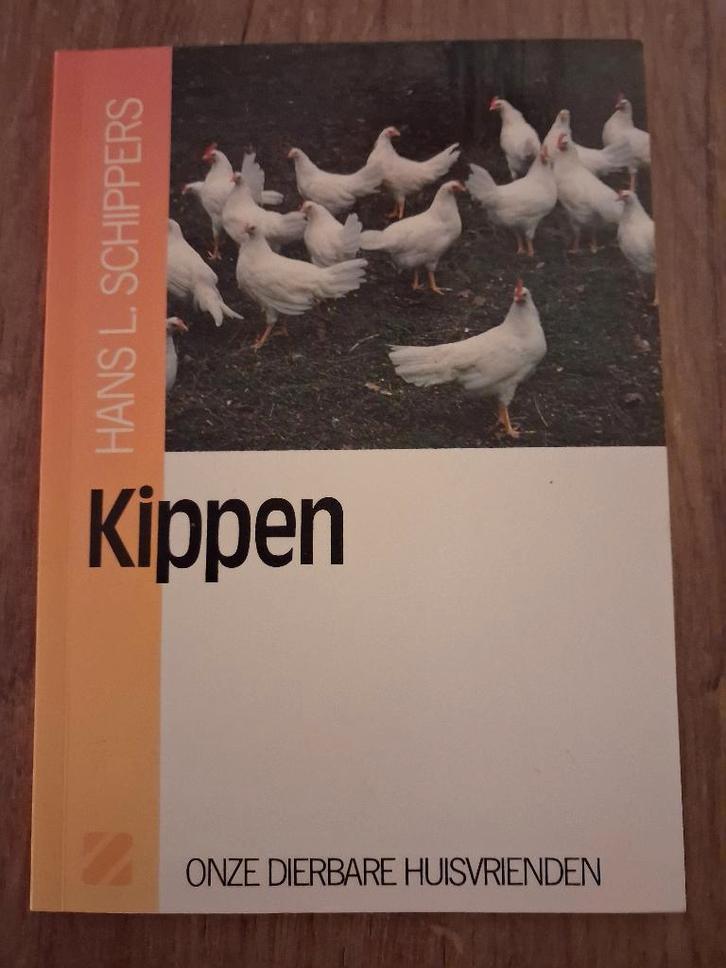 HANS L. SCHIPPERS
Kippen
ONZE DIERBARE HUISVRIENDEN